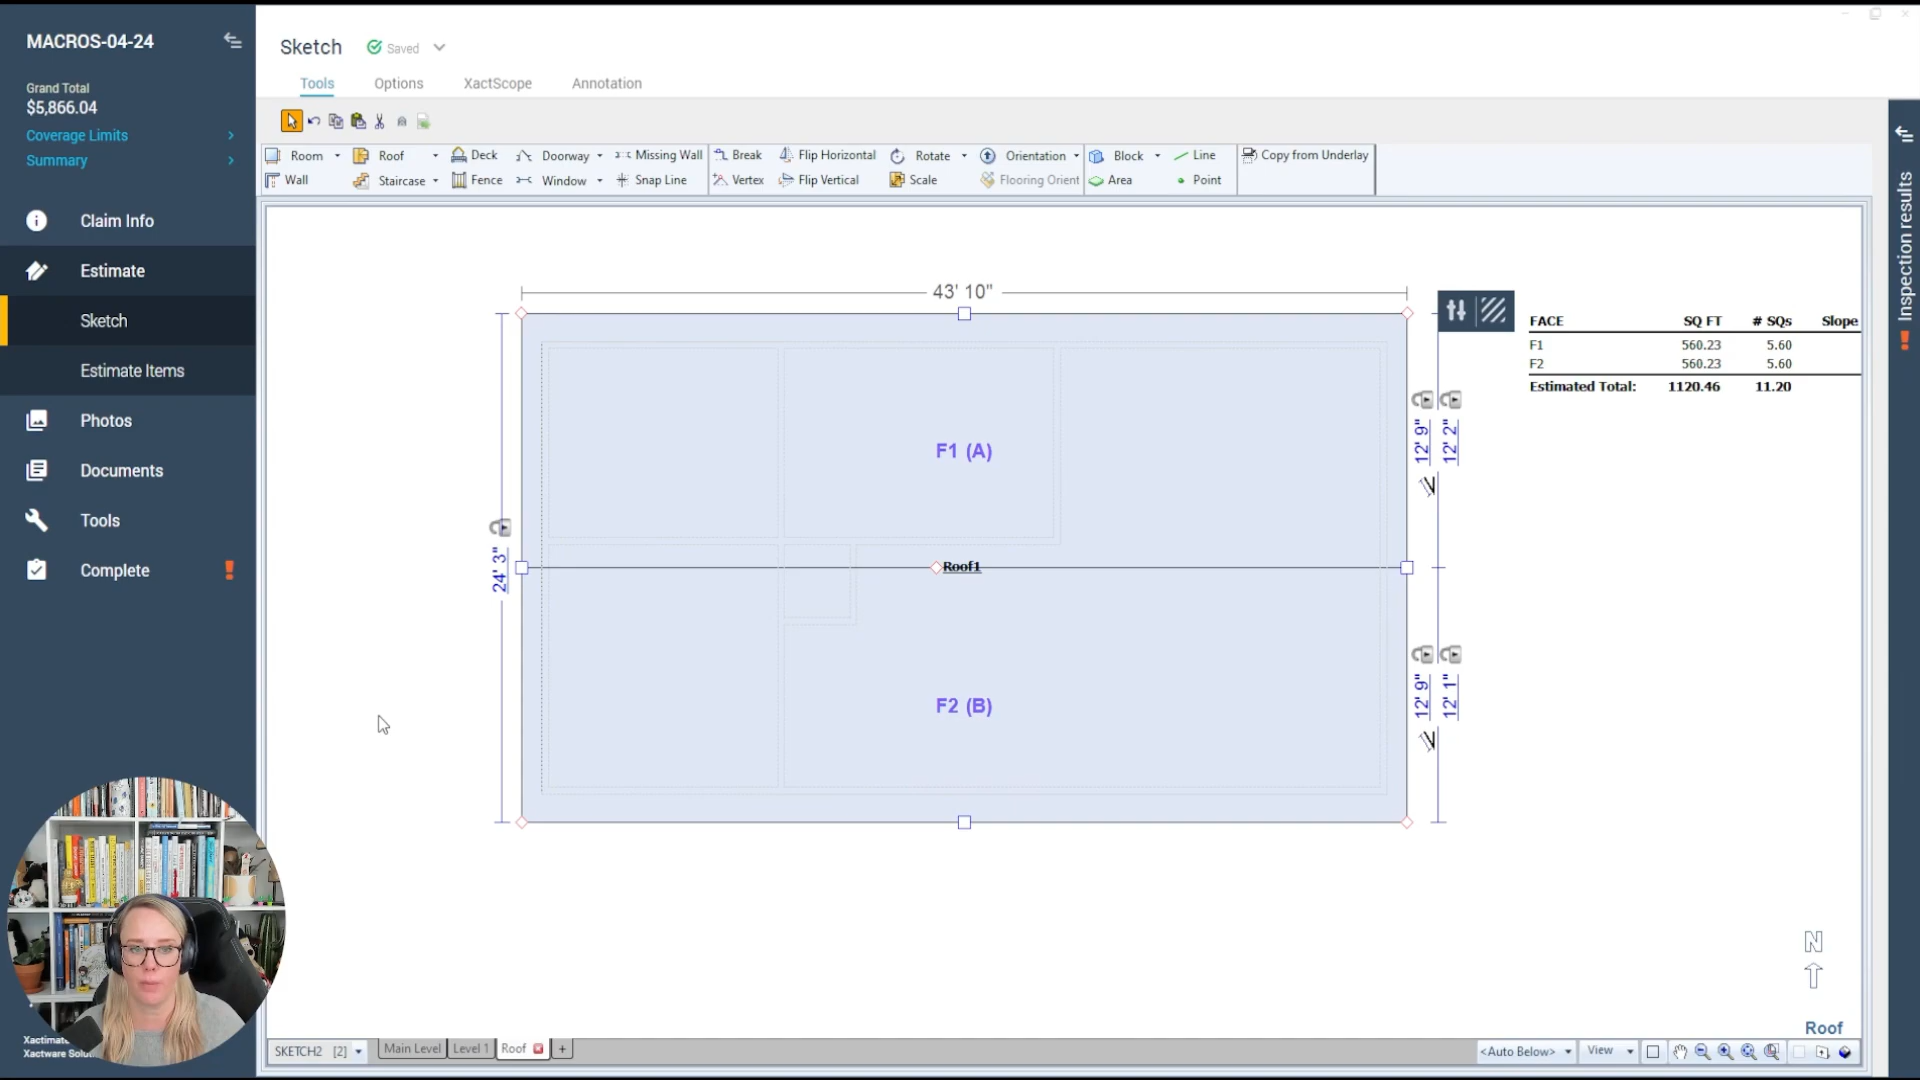 MACROS-04-24
Grand Total
$5,866.04
Coverage Limits
Summary
Claim Info
Estimate
Sketch
Estimate Items
Photos
Documents
Tools
Complete
Sketch
Saved
Tools
Options
XactScope
Annotation
Room
Roof
Deck
Doorway
Missing Wall
Break
Flip Horizontal
Rotate
Orientation
Block
Line
Copy from Underlay
Wall
Staircase
Fence
Window
Snap Line
Vertex
Flip Vertical
Scale
Flooring Orient
Area
Point
43' 10"
24' 3"
F1 (A)
Roof1
F2 (B)
12' 9"
12' 2"
12' 9"
12' 1"
FACE SQ FT # SQs Slope
F1 560.23 5.60
F2 560.23 5.60
Estimated Total: 1120.46 11.20
Inspection results
N
Roof
SKETCH2 [2]
Main Level
Level 1
Roof
<Auto Below>
View